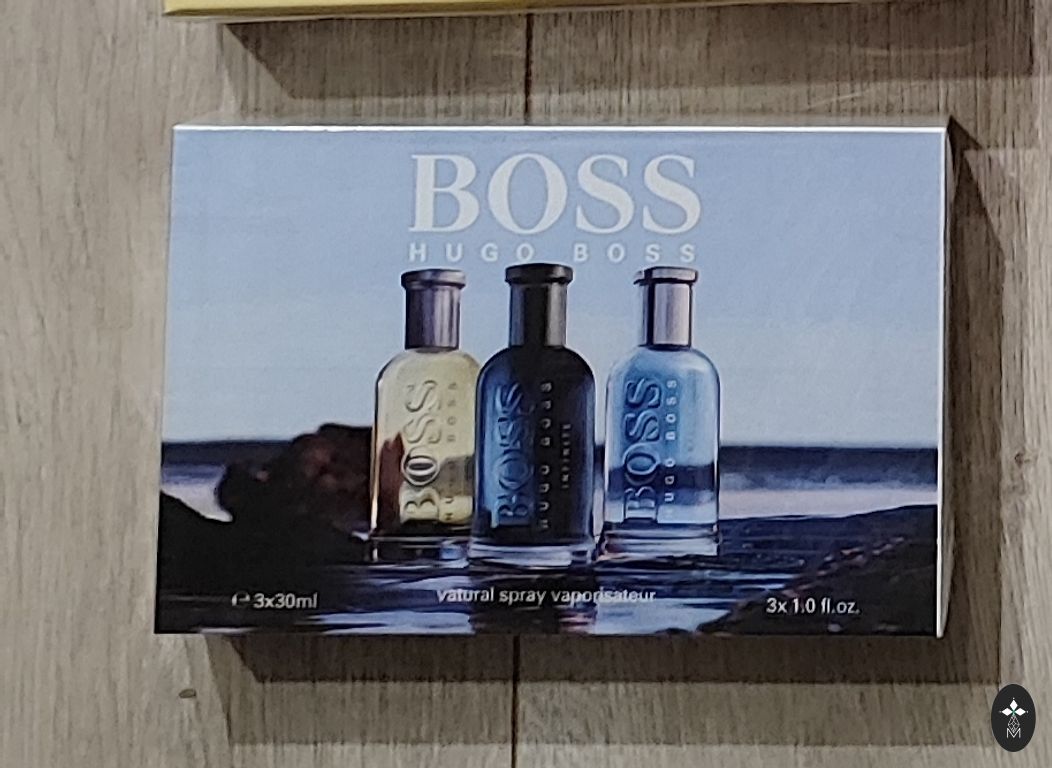 BOSS
HUGO BOSS
BOSS
HUGO BOSS
BOSS
HUGO BOSS
INFINITE
BOSS
HUGO BOSS
℮ 3x30ml
vatural spray vaporisateur
3x 1.0 fl.oz.
M